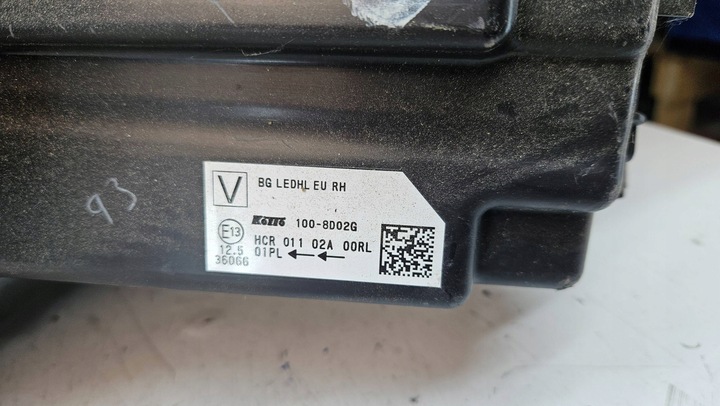 93
V
BG LEDHL EU RH
KOITO 100-8D02G
E13 HCR 011 02A 00RL
12.5 01PL ←←
36066